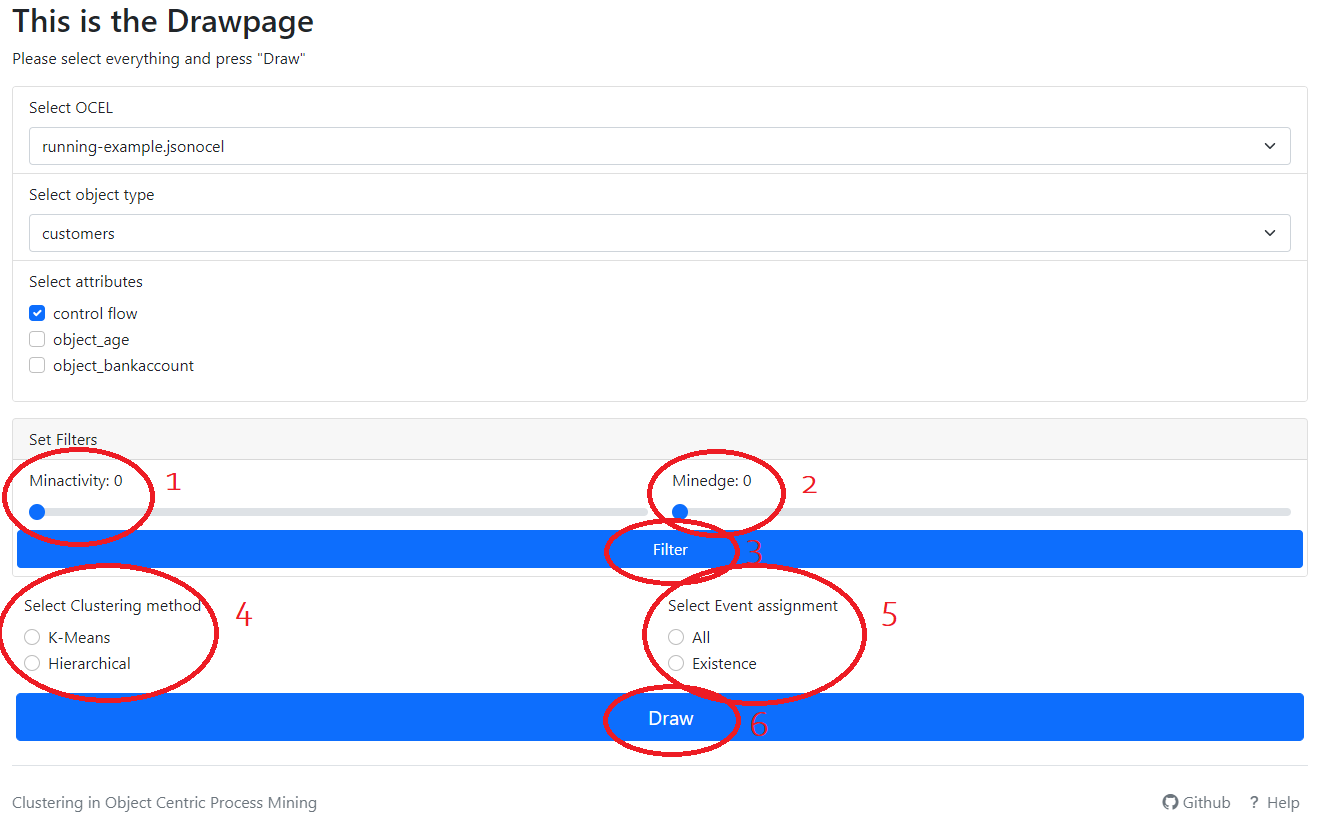 This is the Drawpage
Please select everything and press "Draw"
Select OCEL
running-example.jsonocel
Select object type
customers
Select attributes
control flow
object_age
object_bankaccount
Set Filters
Minactivity: 0 1 Minedge: 0 2
Filter 3
Select Clustering method 4 Select Event assignment 5
K-Means All
Hierarchical Existence
Draw 6
Clustering in Object Centric Process Mining Github ? Help